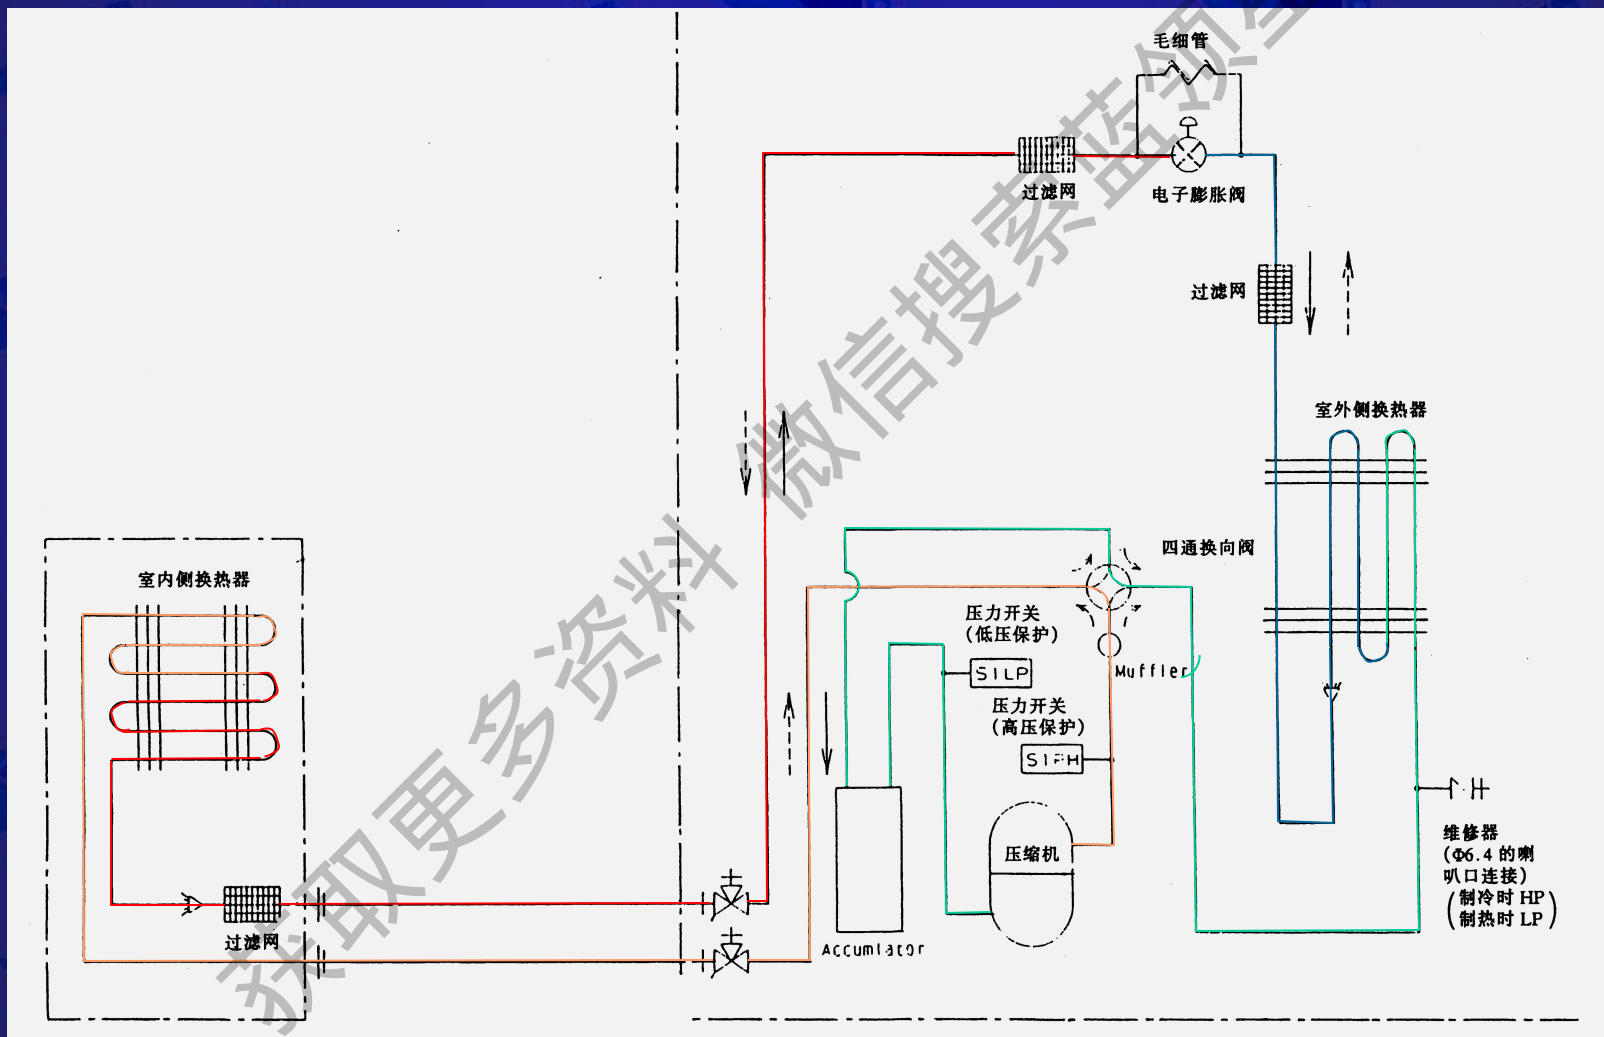 毛细管
过滤网
电子膨胀阀
过滤网
室外侧换热器
四通换向阀
室内侧换热器
压力开关
(低压保护)
S1LP
Muffler
压力开关
(高压保护)
S1PH
压缩机
维修器
(Φ6.4 的喇
叭口连接)
(制冷时 HP
制热时 LP)
过滤网
Accumlator
获取更多资料 微信搜索蓝领